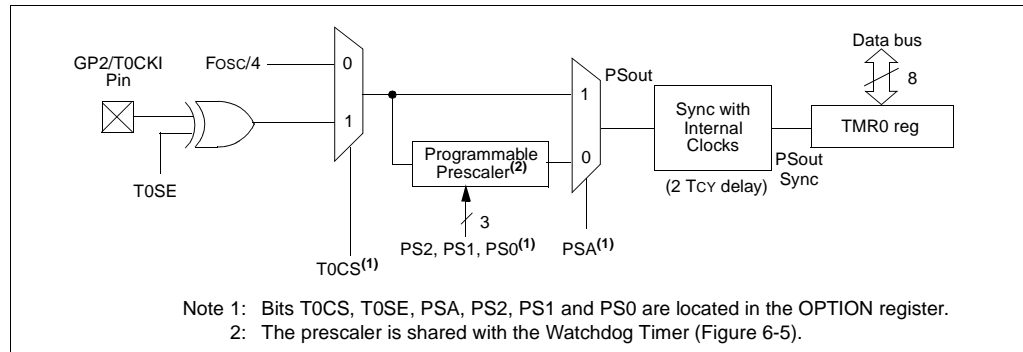 GP2/T0CKI
Pin
T0SE
FOSC/4
0
1
T0CS(1)
Programmable
Prescaler(2)
3
PS2, PS1, PS0(1)
1
0
PSA(1)
PSout
Sync with
Internal
Clocks
(2 TCY delay)
PSout
Sync
Data bus
8
TMR0 reg
Note 1: Bits T0CS, T0SE, PSA, PS2, PS1 and PS0 are located in the OPTION register.
2: The prescaler is shared with the Watchdog Timer (Figure 6-5).